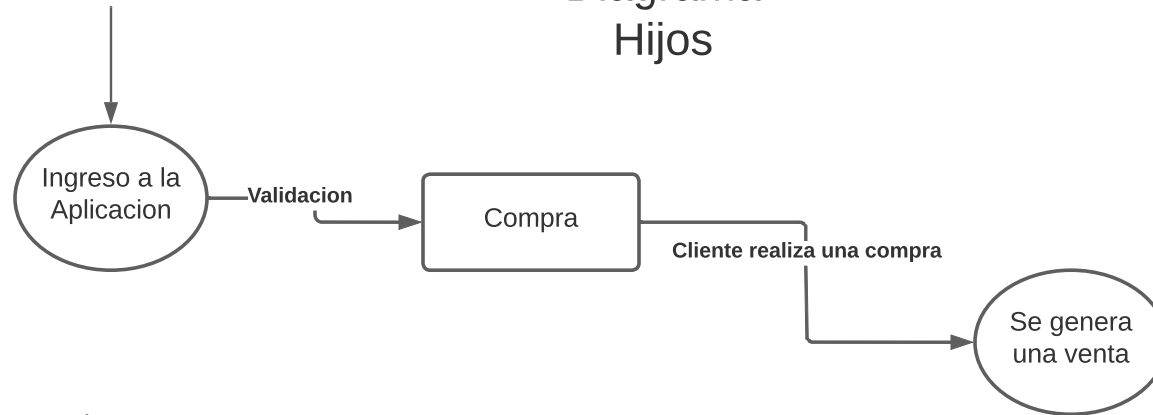 Hijos
Ingreso a la
Aplicacion
Validacion
Compra
Cliente realiza una compra
Se genera
una venta